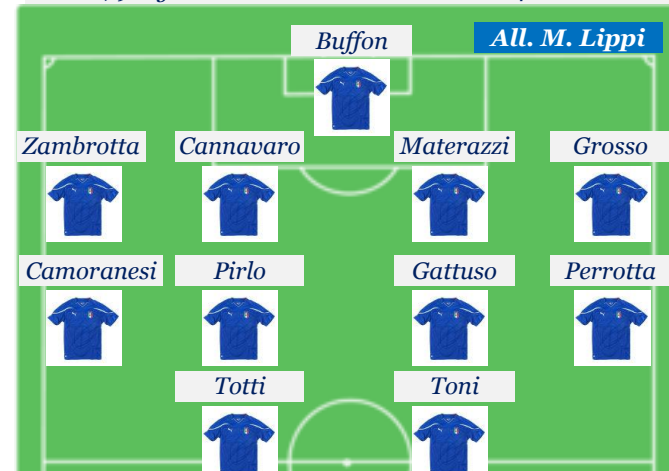 Buffon
All. M. Lippi
Zambrotta
Cannavaro
Materazzi
Grosso
Camoranesi
Pirlo
Gattuso
Perrotta
Totti
Toni